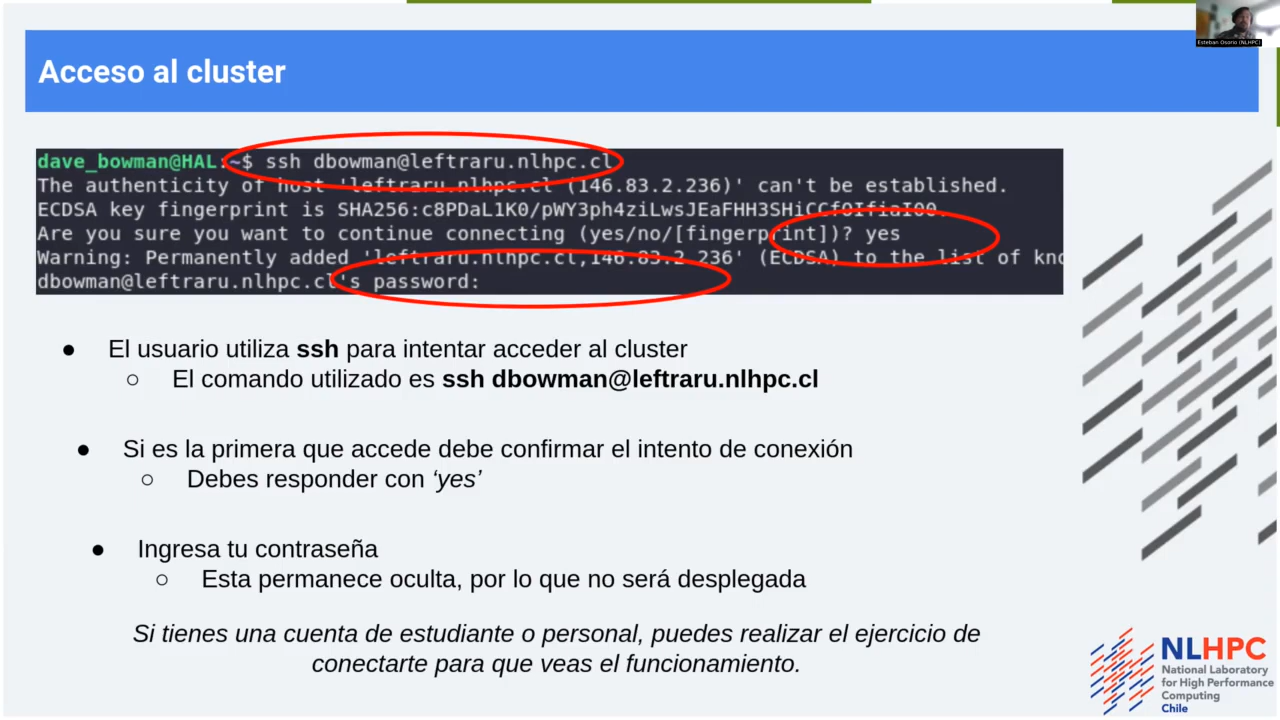 Esteban Osorio (NLHPC)
Acceso al cluster
dave_bowman@HAL:~$ ssh dbowman@leftraru.nlhpc.cl
The authenticity of host 'leftraru.nlhpc.cl (146.83.2.236)' can't be established.
ECDSA key fingerprint is SHA256:c8PDaL1K0/pWY3ph4ziLwsJEaFHH3SHiCCfQIfiaI00.
Are you sure you want to continue connecting (yes/no/[fingerprint])? yes
Warning: Permanently added 'leftraru.nlhpc.cl,146.83.2.236' (ECDSA) to the list of kno
dbowman@leftraru.nlhpc.cl's password:
● El usuario utiliza ssh para intentar acceder al cluster
○ El comando utilizado es ssh dbowman@leftraru.nlhpc.cl
● Si es la primera que accede debe confirmar el intento de conexión
○ Debes responder con ‘yes’
● Ingresa tu contraseña
○ Esta permanece oculta, por lo que no será desplegada
Si tienes una cuenta de estudiante o personal, puedes realizar el ejercicio de
conectarte para que veas el funcionamiento.
NLHPC
National Laboratory
for High Performance
Computing
Chile